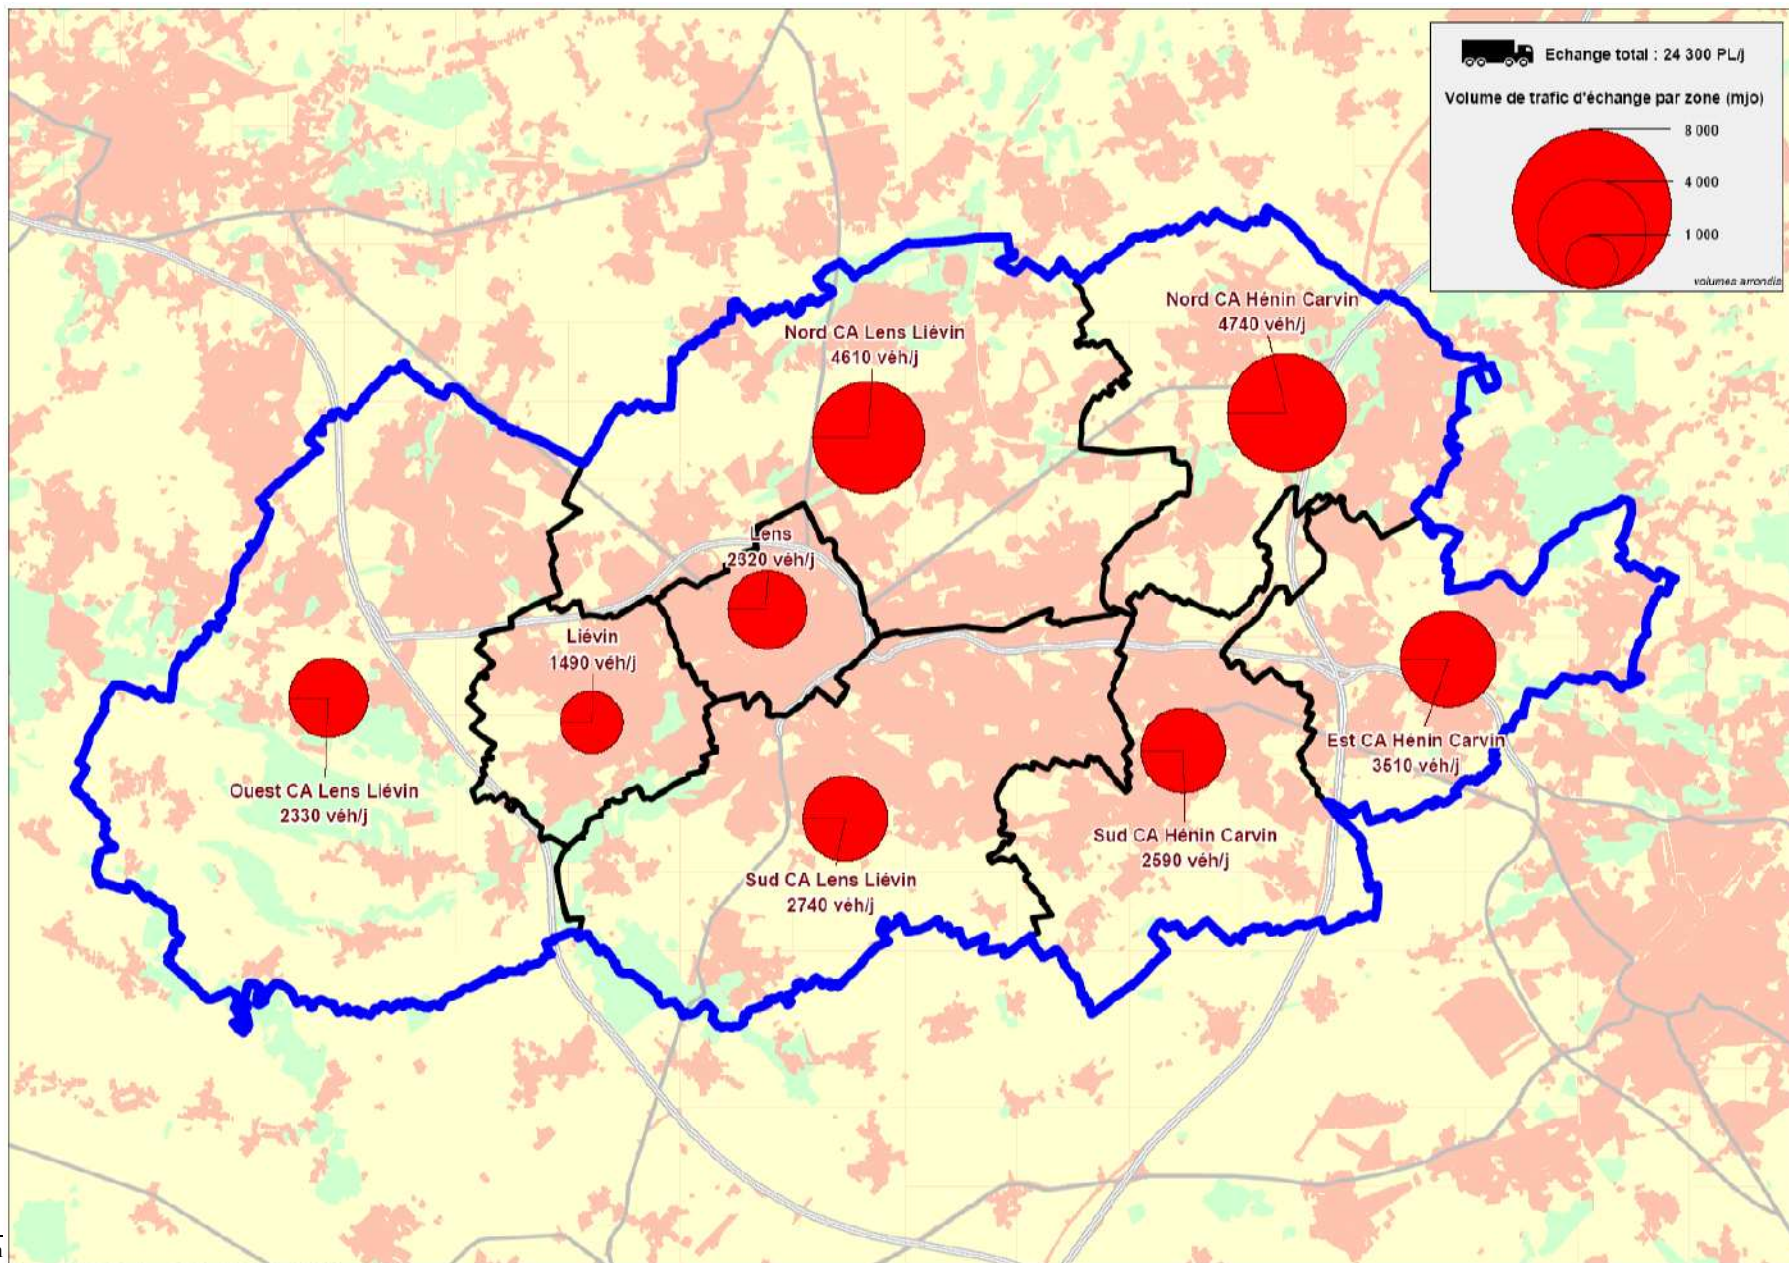 Echange total : 24 300 PL/j
Volume de trafic d'échange par zone (mjo)
8 000
4 000
1 000
volumes arrondis
Nord CA Hénin Carvin
4740 véh/j
Nord CA Lens Liévin
4610 véh/j
Lens
2320 véh/j
Liévin
1490 véh/j
Est CA Henin Carvin
3510 véh/j
Ouest CA Lens Liévin
2330 véh/j
Sud CA Hénin Carvin
2590 véh/j
Sud CA Lens Liévin
2740 véh/j